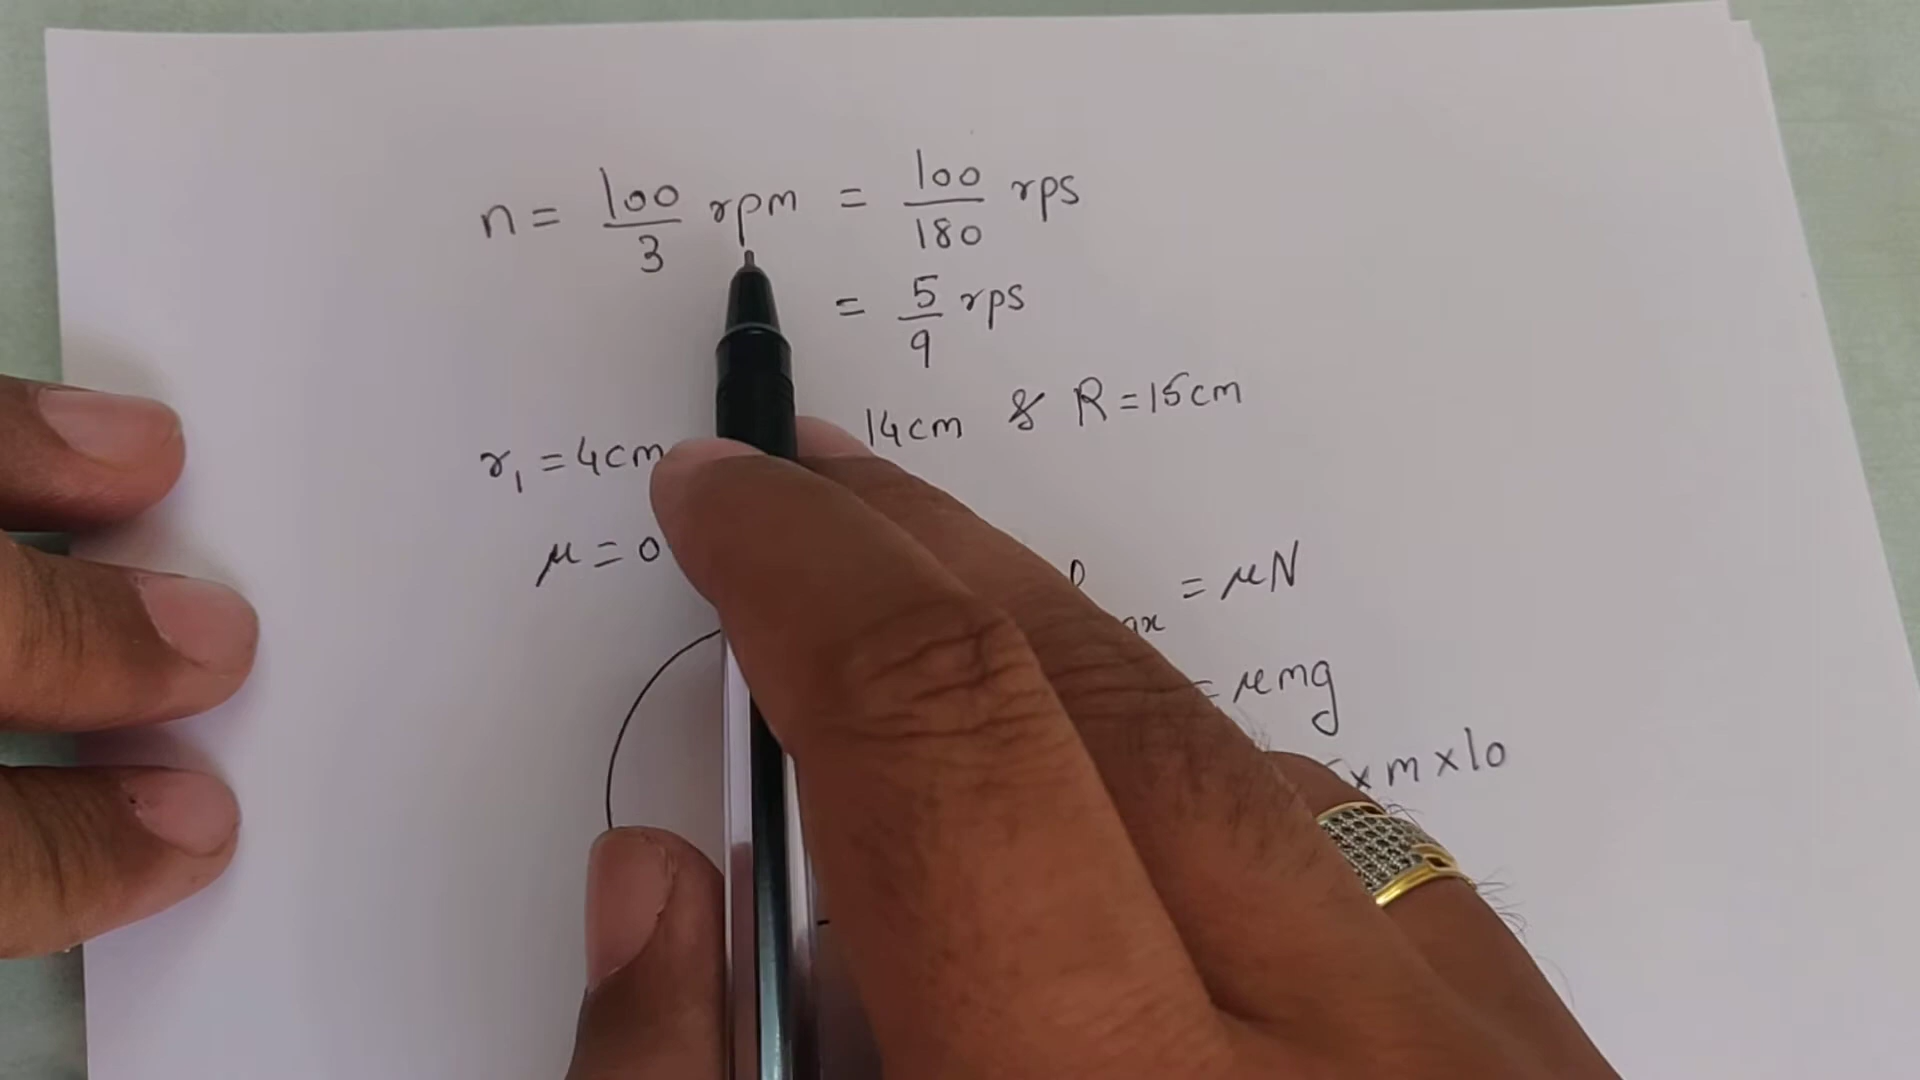 n = 100/3 rpm = 100/180 rps
= 5/9 rps
r₁ = 4cm 14cm & R = 15cm
μ = 0 = μN
= μmg
× m × 10